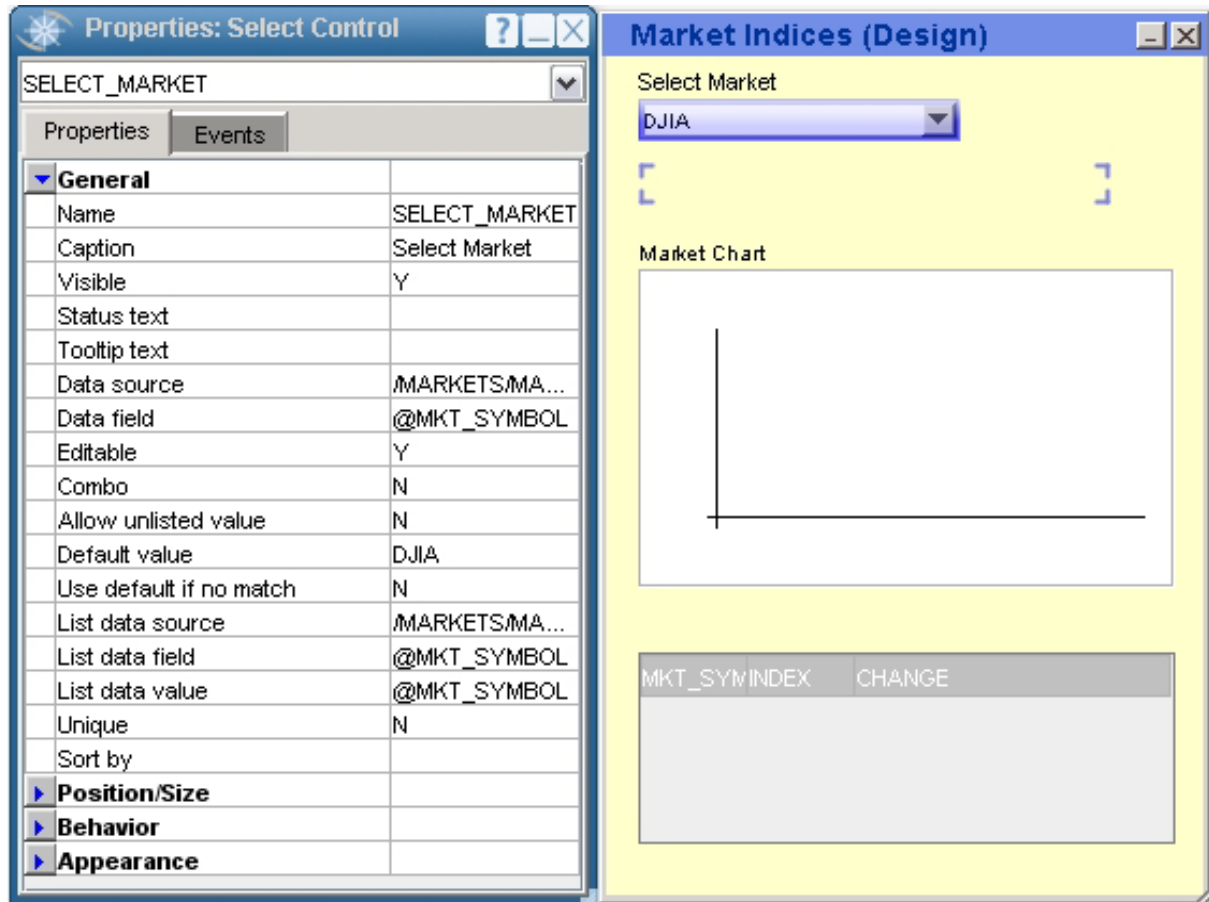 Properties: Select Control
SELECT_MARKET
Properties Events
General
Name SELECT_MARKET
Caption Select Market
Visible Y
Status text
Tooltip text
Data source /MARKETS/MA...
Data field @MKT_SYMBOL
Editable Y
Combo N
Allow unlisted value N
Default value DJIA
Use default if no match N
List data source /MARKETS/MA...
List data field @MKT_SYMBOL
List data value @MKT_SYMBOL
Unique N
Sort by
Position/Size
Behavior
Appearance
Market Indices (Design)
Select Market
DJIA
Market Chart
MKT_SYM INDEX CHANGE